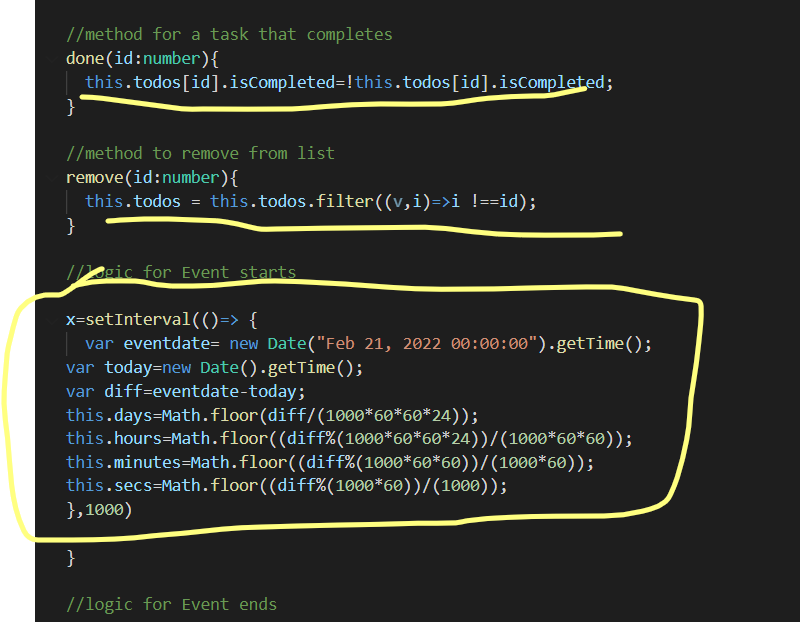 //method for a task that completes
done(id:number){
this.todos[id].isCompleted=!this.todos[id].isCompleted;
}
//method to remove from list
remove(id:number){
this.todos = this.todos.filter((v,i)=>i !==id);
}
//logic for Event starts
x=setInterval(()=> {
var eventdate= new Date("Feb 21, 2022 00:00:00").getTime();
var today=new Date().getTime();
var diff=eventdate-today;
this.days=Math.floor(diff/(1000*60*60*24));
this.hours=Math.floor((diff%(1000*60*60*24))/(1000*60*60));
this.minutes=Math.floor((diff%(1000*60*60))/(1000*60));
this.secs=Math.floor((diff%(1000*60))/(1000));
},1000)
}
//logic for Event ends